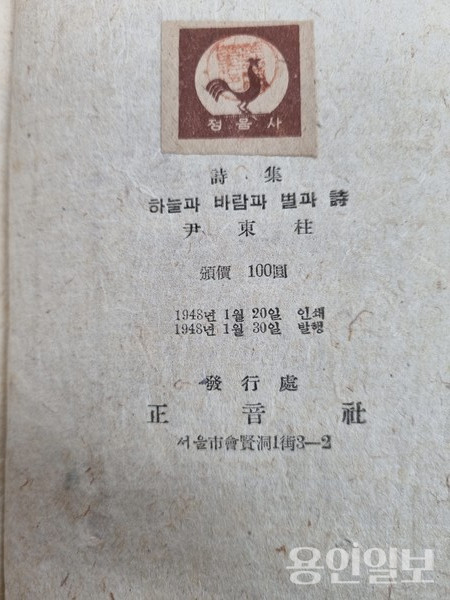 정음사
詩集
하늘과 바람과 별과 詩
尹東柱
頒價 100圓
1948년 1월 20일 인쇄
1948년 1월 30일 발행
發行處
正音社
서울市會賢洞1街3—2
용인일보